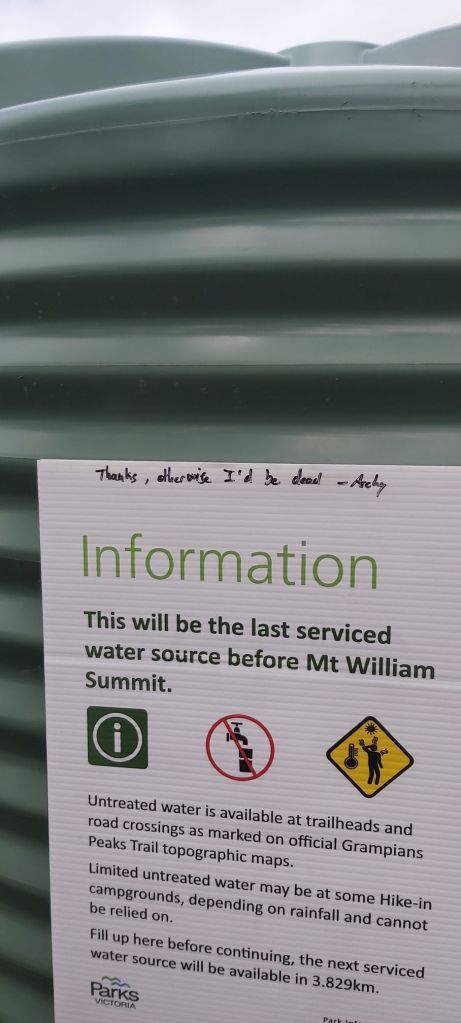 Thanks, otherwise I'd be dead - Archy
Information
This will be the last serviced
water source before Mt William
Summit.
Untreated water is available at trailheads and
road crossings as marked on official Grampians
Peaks Trail topographic maps.
Limited untreated water may be at some Hike-in
campgrounds, depending on rainfall and cannot
be relied on.
Fill up here before continuing, the next serviced
water source will be available in 3.829km.
Parks
VICTORIA
Park